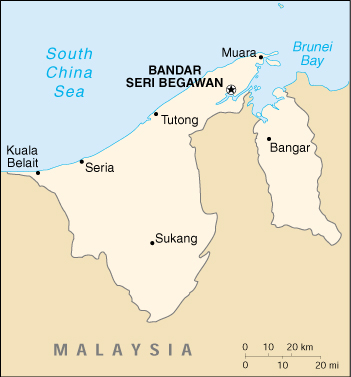 South
China
Sea
Muara
Brunei
Bay
BANDAR
SERI BEGAWAN
Tutong
Bangar
Kuala
Belait
Seria
Sukang
MALAYSIA
0 10 20 km
0 10 20 mi